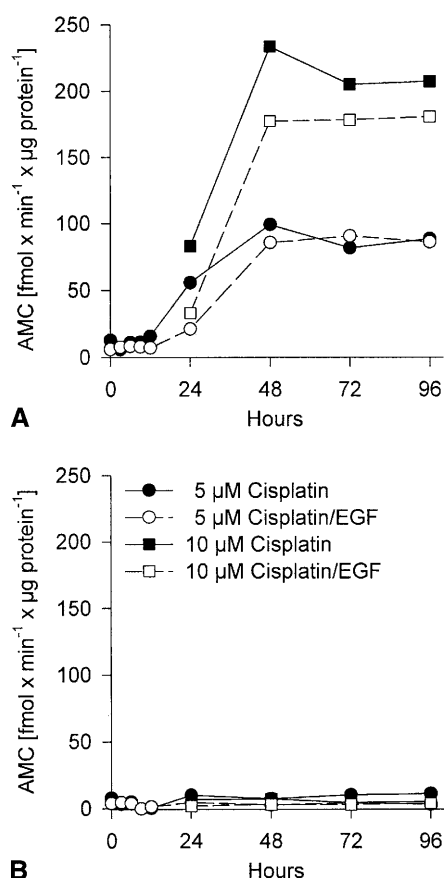 250
200
150
100
50
0
AMC [fmol x min⁻¹ x µg protein⁻¹]
0 24 48 72 96
Hours
A
250
200
150
100
50
0
AMC [fmol x min⁻¹ x µg protein⁻¹]
5 µM Cisplatin
5 µM Cisplatin/EGF
10 µM Cisplatin
10 µM Cisplatin/EGF
0 24 48 72 96
Hours
B